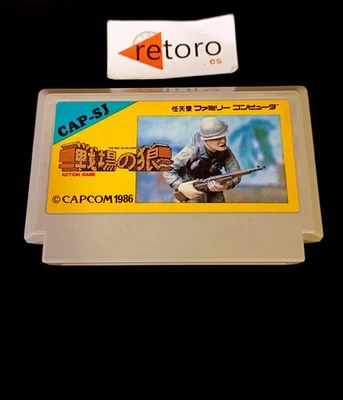 retoro
.es
CAP-SJ
任天堂 ファミリー コンピュータ
戦場の狼
ACTION GAME
©CAPCOM 1986